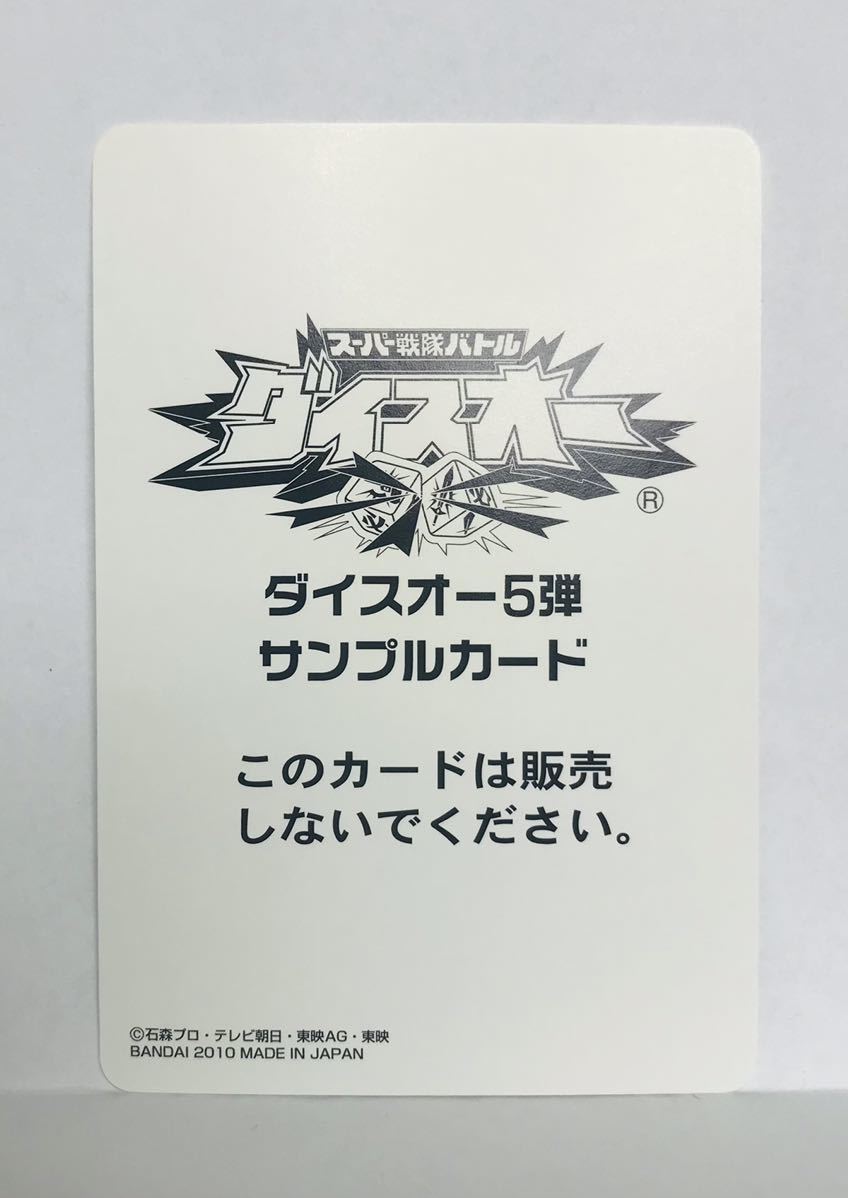 スーパー戦隊バトル
ダイスオー
®
ダイスオー5弾
サンプルカード
このカードは販売
しないでください。
©石森プロ・テレビ朝日・東映AG・東映
BANDAI 2010 MADE IN JAPAN